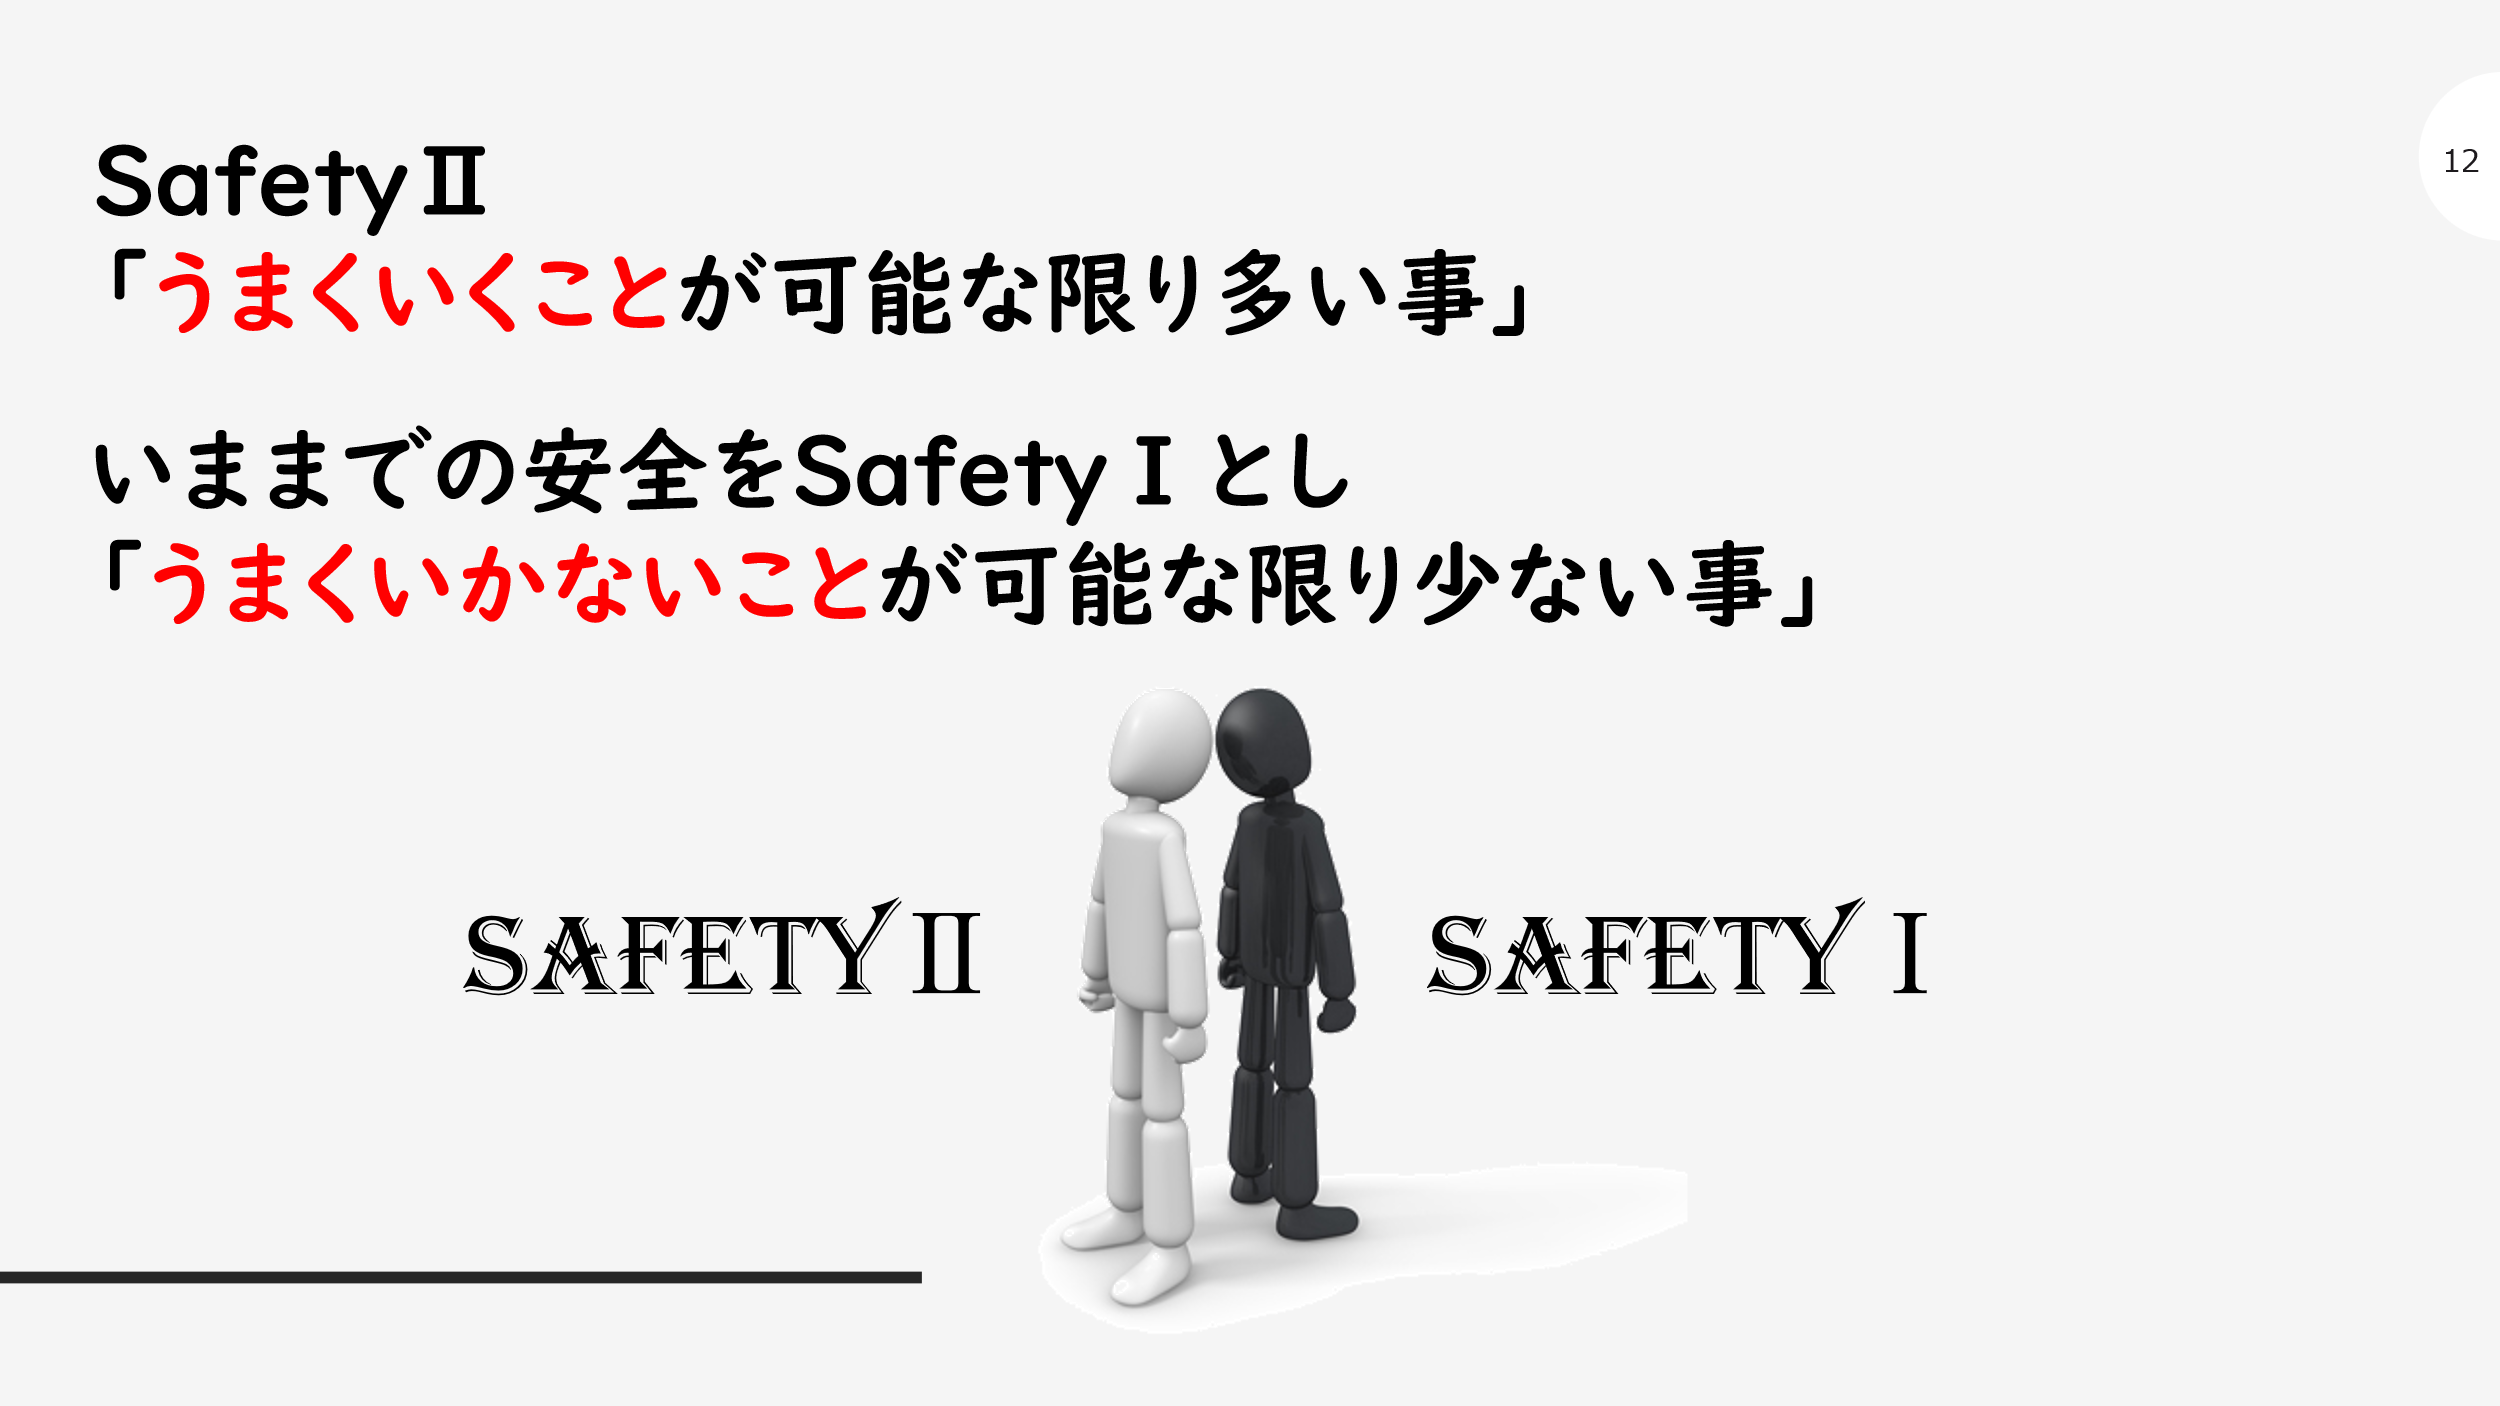 12
SafetyⅡ
「うまくいくことが可能な限り多い事」
いままでの安全をSafetyⅠとし
「うまくいかないことが可能な限り少ない事」
SAFETYⅡ
SAFETYⅠ